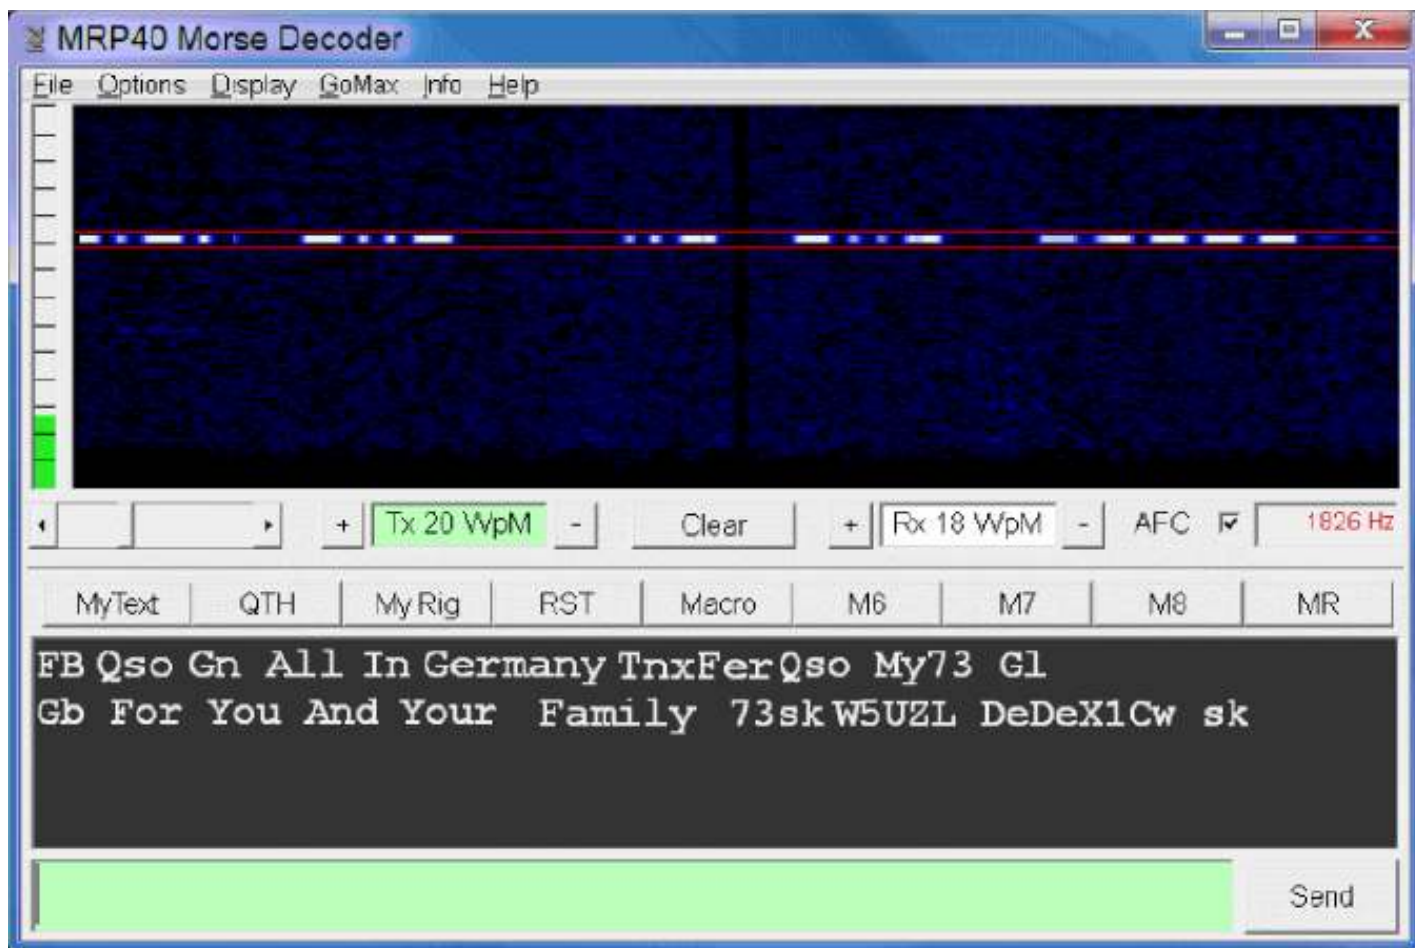 MRP40 Morse Decoder
File Options Display GoMax Info Help
+ Tx 20 WpM - Clear + Rx 18 WpM - AFC 1826 Hz
MyText QTH My Rig RST Macro M6 M7 M8 MR
FB Qso Gn All In Germany TnxFerQso My73 Gl
Gb For You And Your Family 73sk W5UZL DeDeX1Cw sk
Send